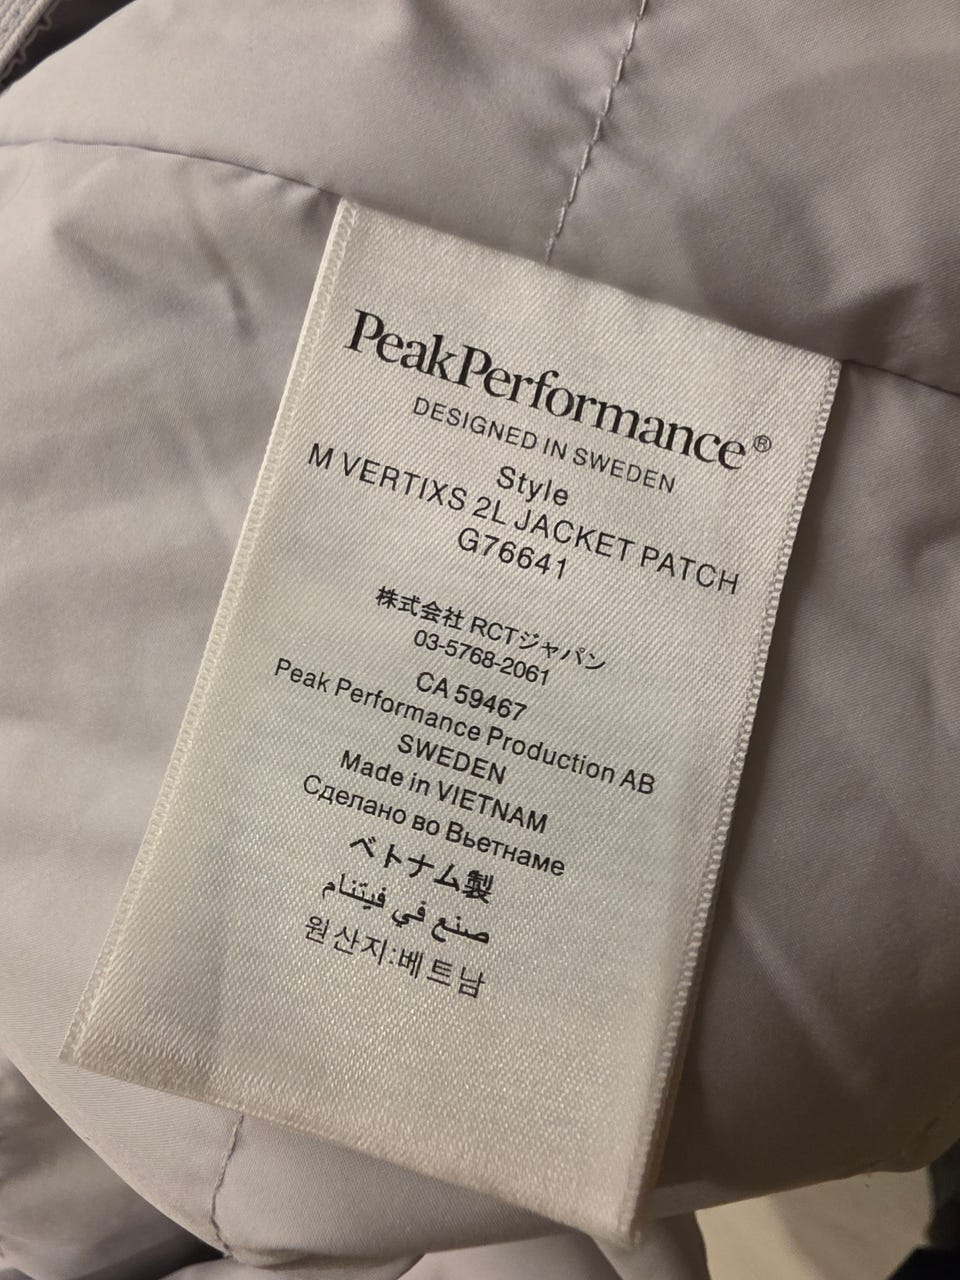 PeakPerformance®
DESIGNED IN SWEDEN
Style
M VERTIXS 2L JACKET PATCH
G76641
株式会社 RCTジャパン
03-5768-2061
CA 59467
Peak Performance Production AB
SWEDEN
Made in VIETNAM
Сделано во Вьетнаме
ベトナム製
صنع في فيتنام
원산지:베트남